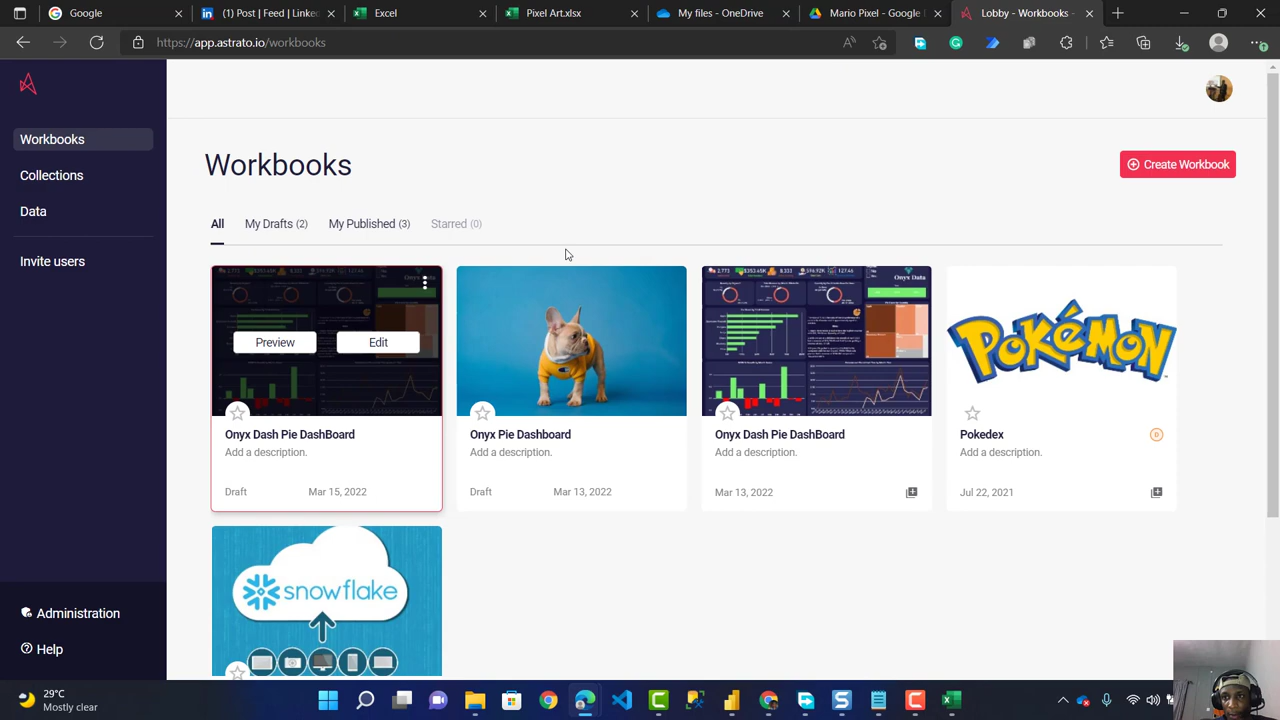 Google
(1) Feed | Linked
Excel
Pixel Art.xlsx
My files - OneDrive
Mario Pixel - Google D
Lobby - Workbooks -
https://app.astrato.io/workbooks
Workbooks
Collections
Data
Invite users
Administration
Help
Workbooks
Create Workbook
All
My Drafts (2)
My Published (3)
Starred (0)
Preview
Edit
Onyx Dash Pie DashBoard
Add a description.
Draft
Mar 15, 2022
Onyx Pie Dashboard
Add a description.
Draft
Mar 13, 2022
Onyx Data
Onyx Dash Pie DashBoard
Add a description.
Mar 13, 2022
POKéMON
Pokedex
D
Add a description.
Jul 22, 2021
snowflake
29°C
Mostly clear